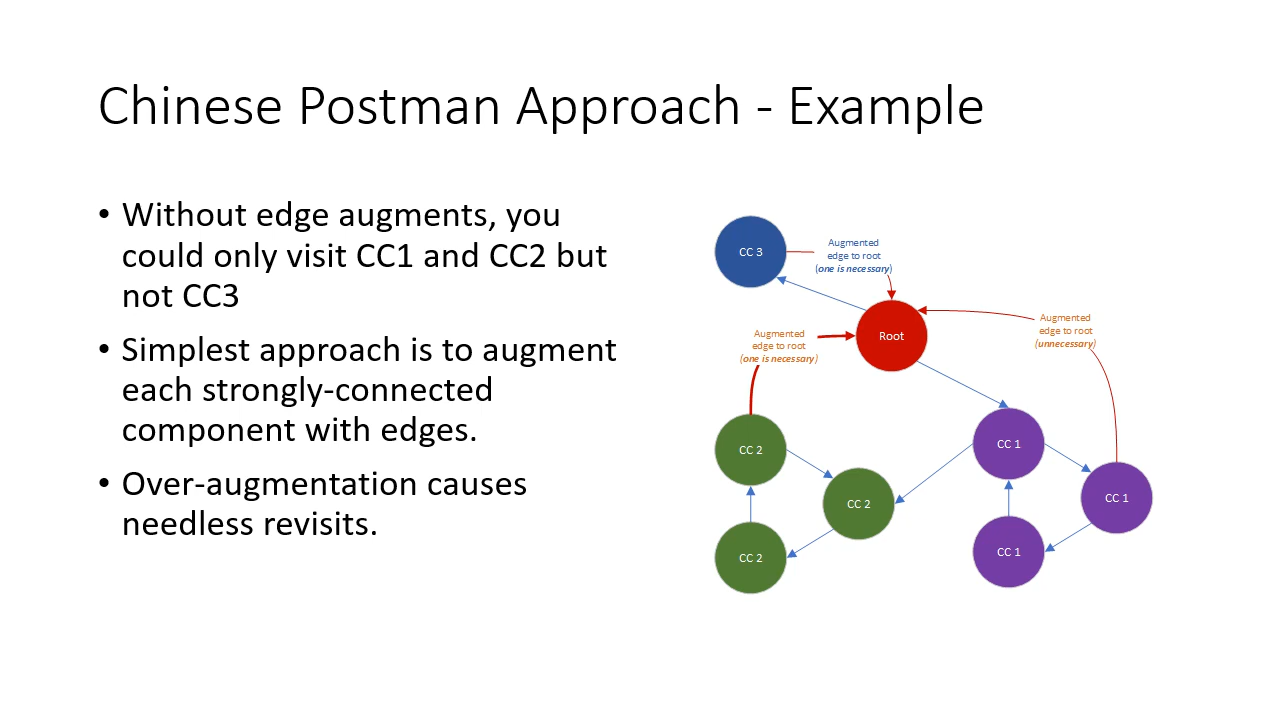 Chinese Postman Approach - Example
• Without edge augments, you
could only visit CC1 and CC2 but
not CC3
• Simplest approach is to augment
each strongly-connected
component with edges.
• Over-augmentation causes
needless revisits.
CC 3
Augmented
edge to root
(one is necessary)
Root
Augmented
edge to root
(unnecessary)
Augmented
edge to root
(one is necessary)
CC 2
CC 2
CC 2
CC 1
CC 1
CC 1